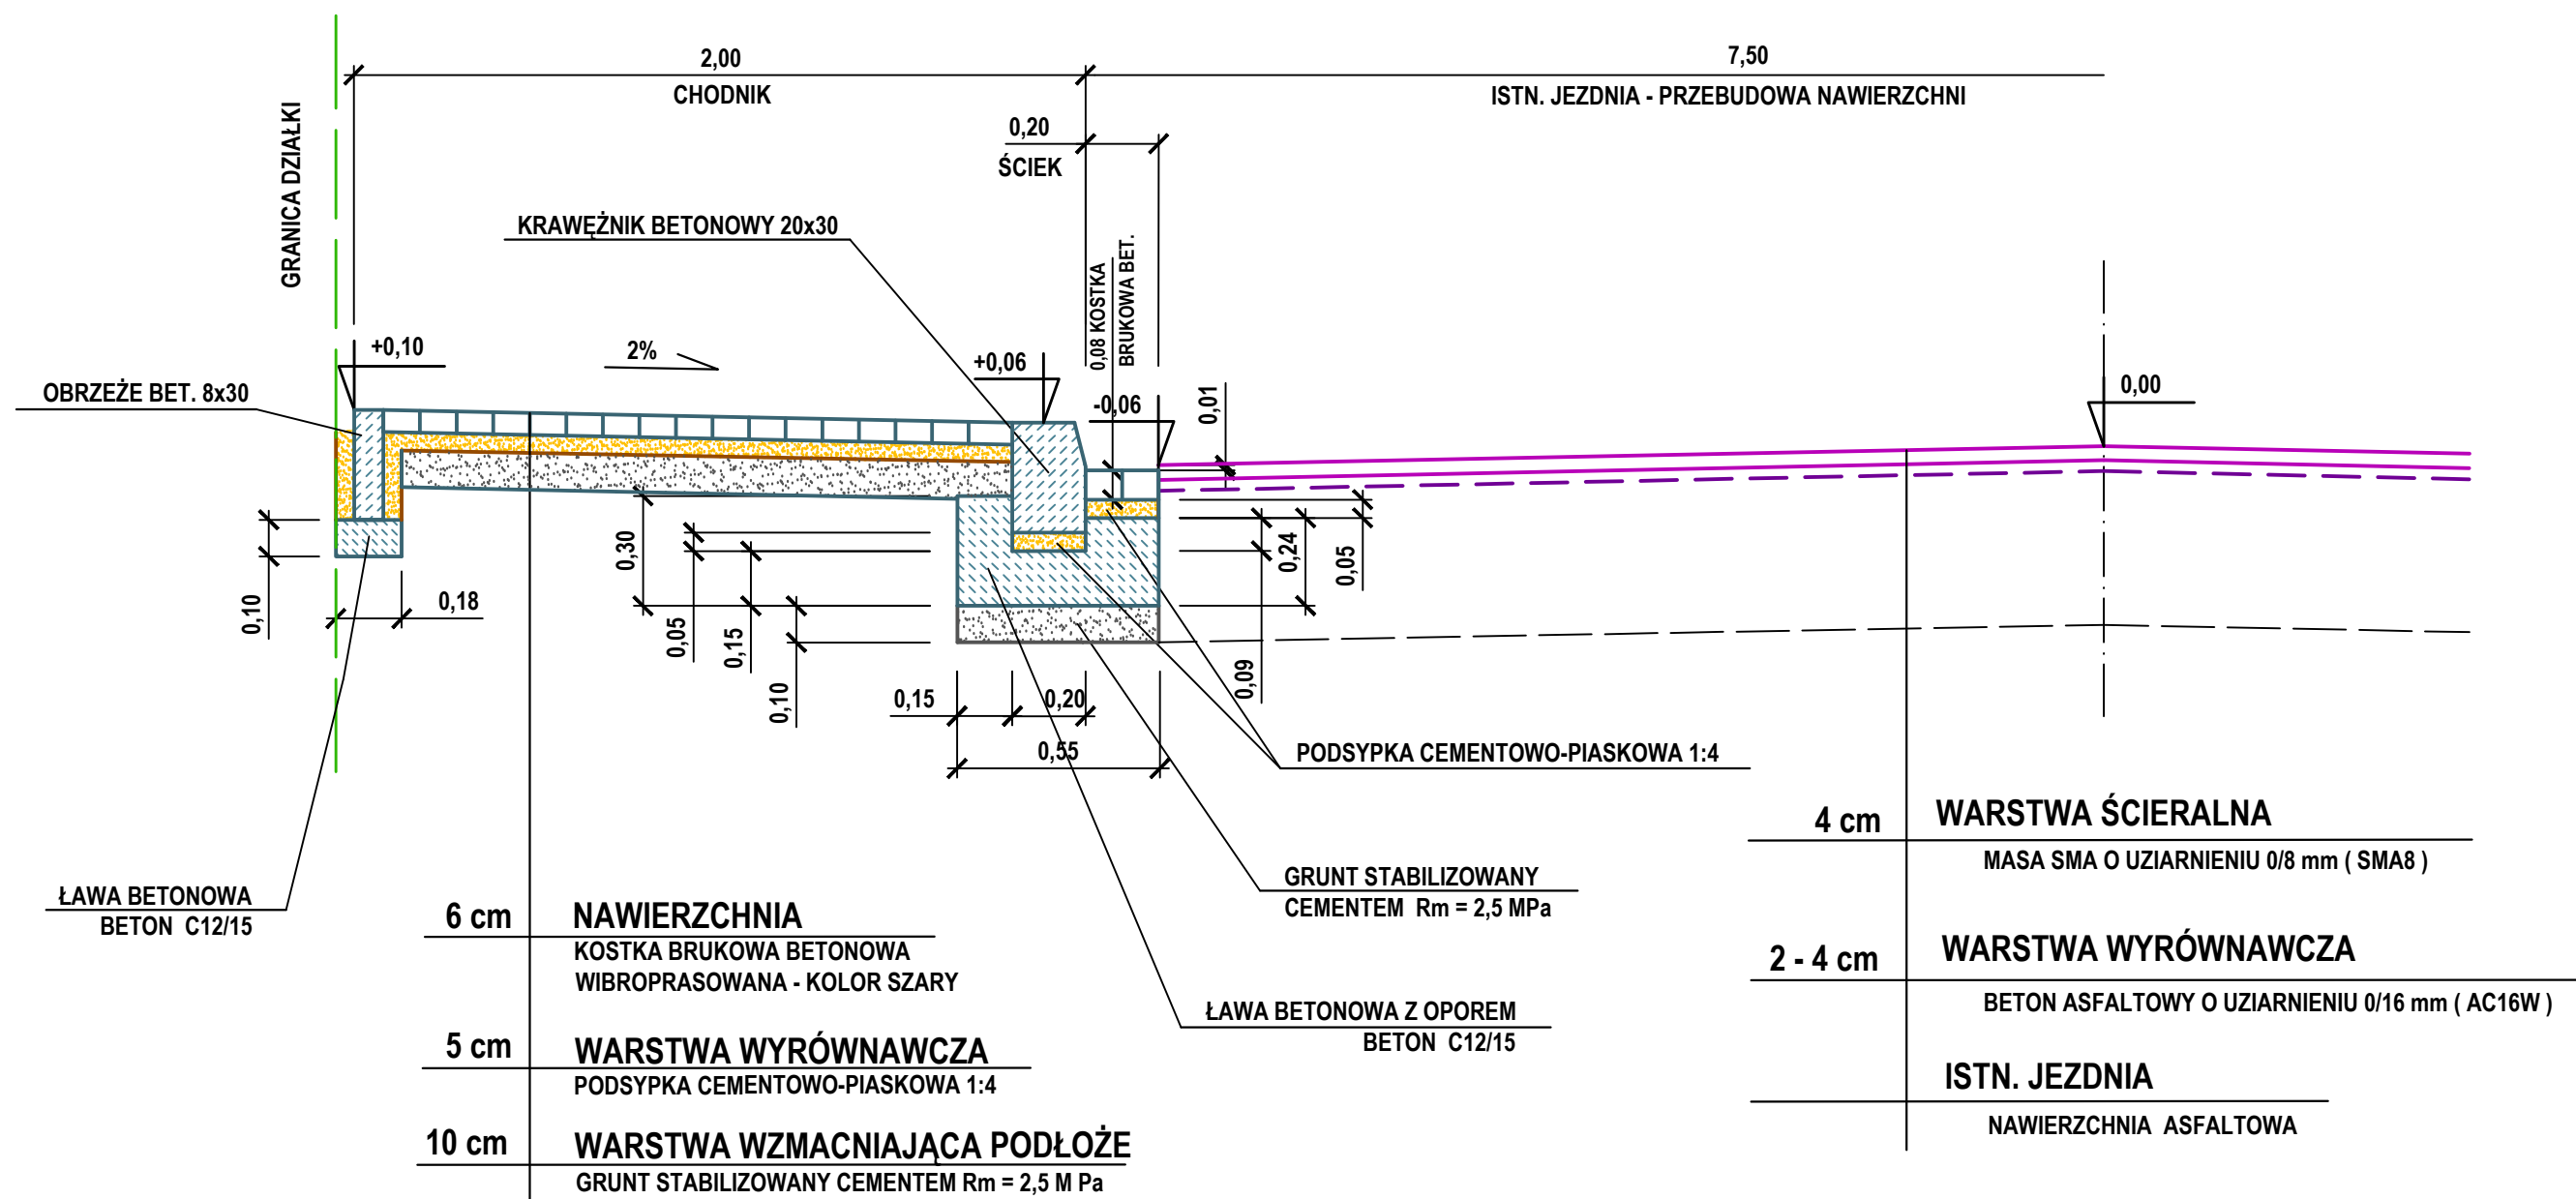 2,00
7,50
CHODNIK
ISTN. JEZDNIA - PRZEBUDOWA NAWIERZCHNI
GRANICA DZIAŁKI
0,20
ŚCIEK
KRAWĘŻNIK BETONOWY 20x30
0,08 KOSTKA
BRUKOWA BET.
+0,10
2%
+0,06
-0,06
0,01
0,00
OBRZEŻE BET. 8x30
0,10
0,18
0,30
0,05
0,15
0,10
0,24
0,05
0,09
0,15
0,20
0,55
PODSYPKA CEMENTOWO-PIASKOWA 1:4
GRUNT STABILIZOWANY
CEMENTEM Rm = 2,5 MPa
ŁAWA BETONOWA
BETON C12/15
ŁAWA BETONOWA Z OPOREM
BETON C12/15
6 cm NAWIERZCHNIA
KOSTKA BRUKOWA BETONOWA
WIBROPRASOWANA - KOLOR SZARY
5 cm WARSTWA WYRÓWNAWCZA
PODSYPKA CEMENTOWO-PIASKOWA 1:4
10 cm WARSTWA WZMACNIAJĄCA PODŁOŻE
GRUNT STABILIZOWANY CEMENTEM Rm = 2,5 M Pa
4 cm WARSTWA ŚCIERALNA
MASA SMA O UZIARNIENIU 0/8 mm ( SMA8 )
2 - 4 cm WARSTWA WYRÓWNAWCZA
BETON ASFALTOWY O UZIARNIENIU 0/16 mm ( AC16W )
ISTN. JEZDNIA
NAWIERZCHNIA ASFALTOWA